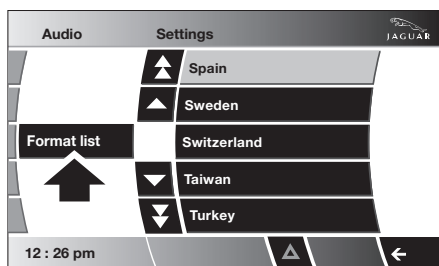 Audio Settings
JAGUAR
Spain
Sweden
Format list
Switzerland
Taiwan
Turkey
12 : 26 pm